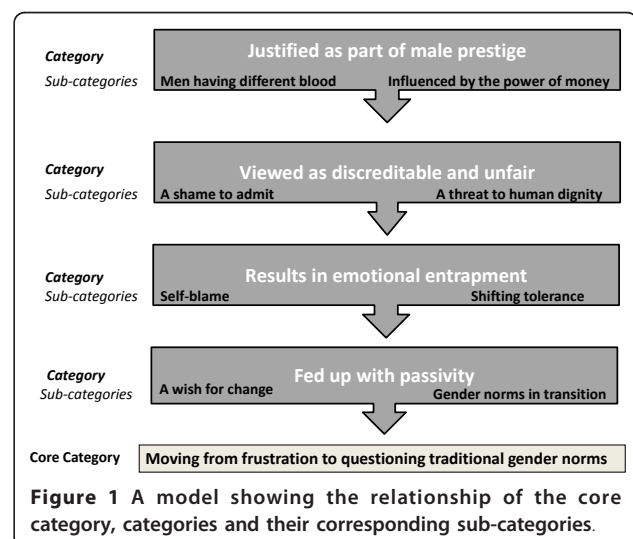 Justified as part of male prestige
Category
Sub-categories
Men having different blood
Influenced by the power of money
Viewed as discreditable and unfair
Category
Sub-categories
A shame to admit
A threat to human dignity
Results in emotional entrapment
Category
Sub-categories
Self-blame
Shifting tolerance
Fed up with passivity
Category
Sub-categories
A wish for change
Gender norms in transition
Core Category
Moving from frustration to questioning traditional gender norms
Figure 1 A model showing the relationship of the core
category, categories and their corresponding sub-categories.